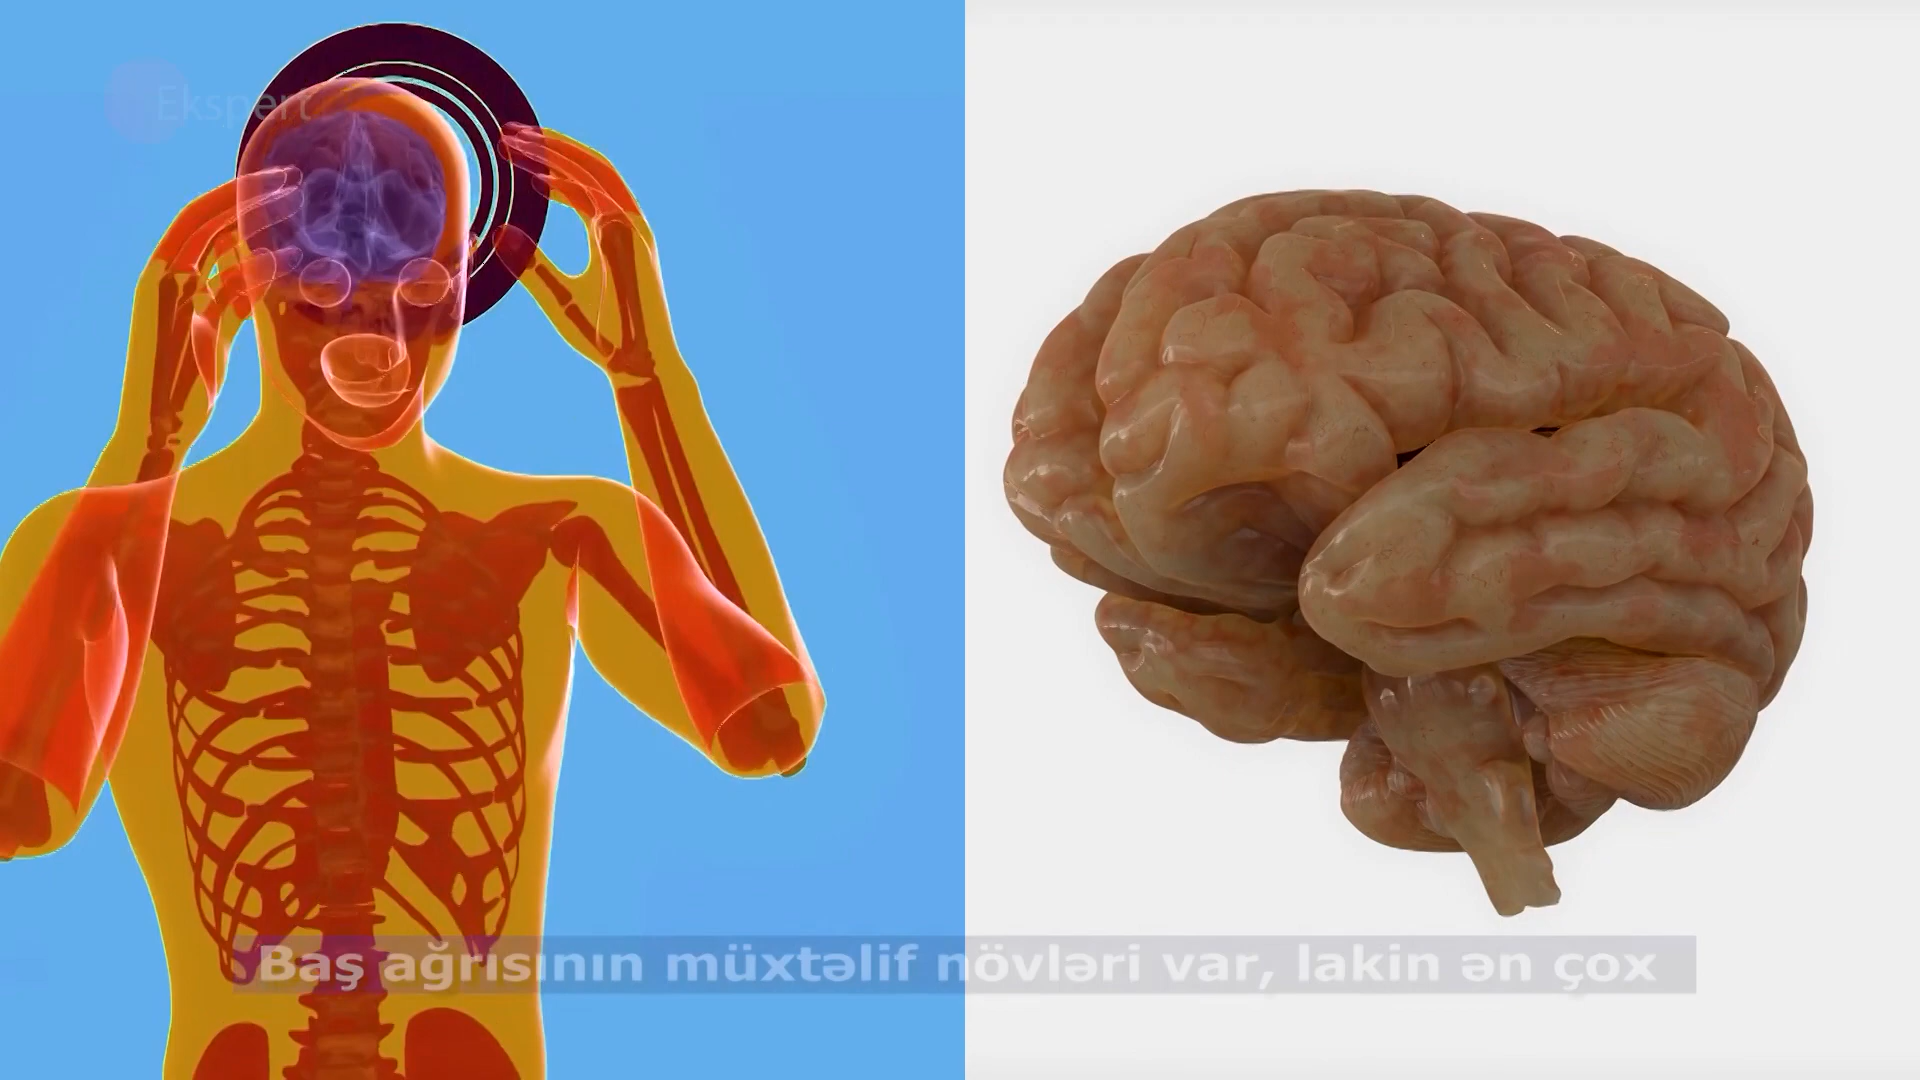 Ekspert
Baş ağrısının müxtəlif növləri var, lakin ən çox